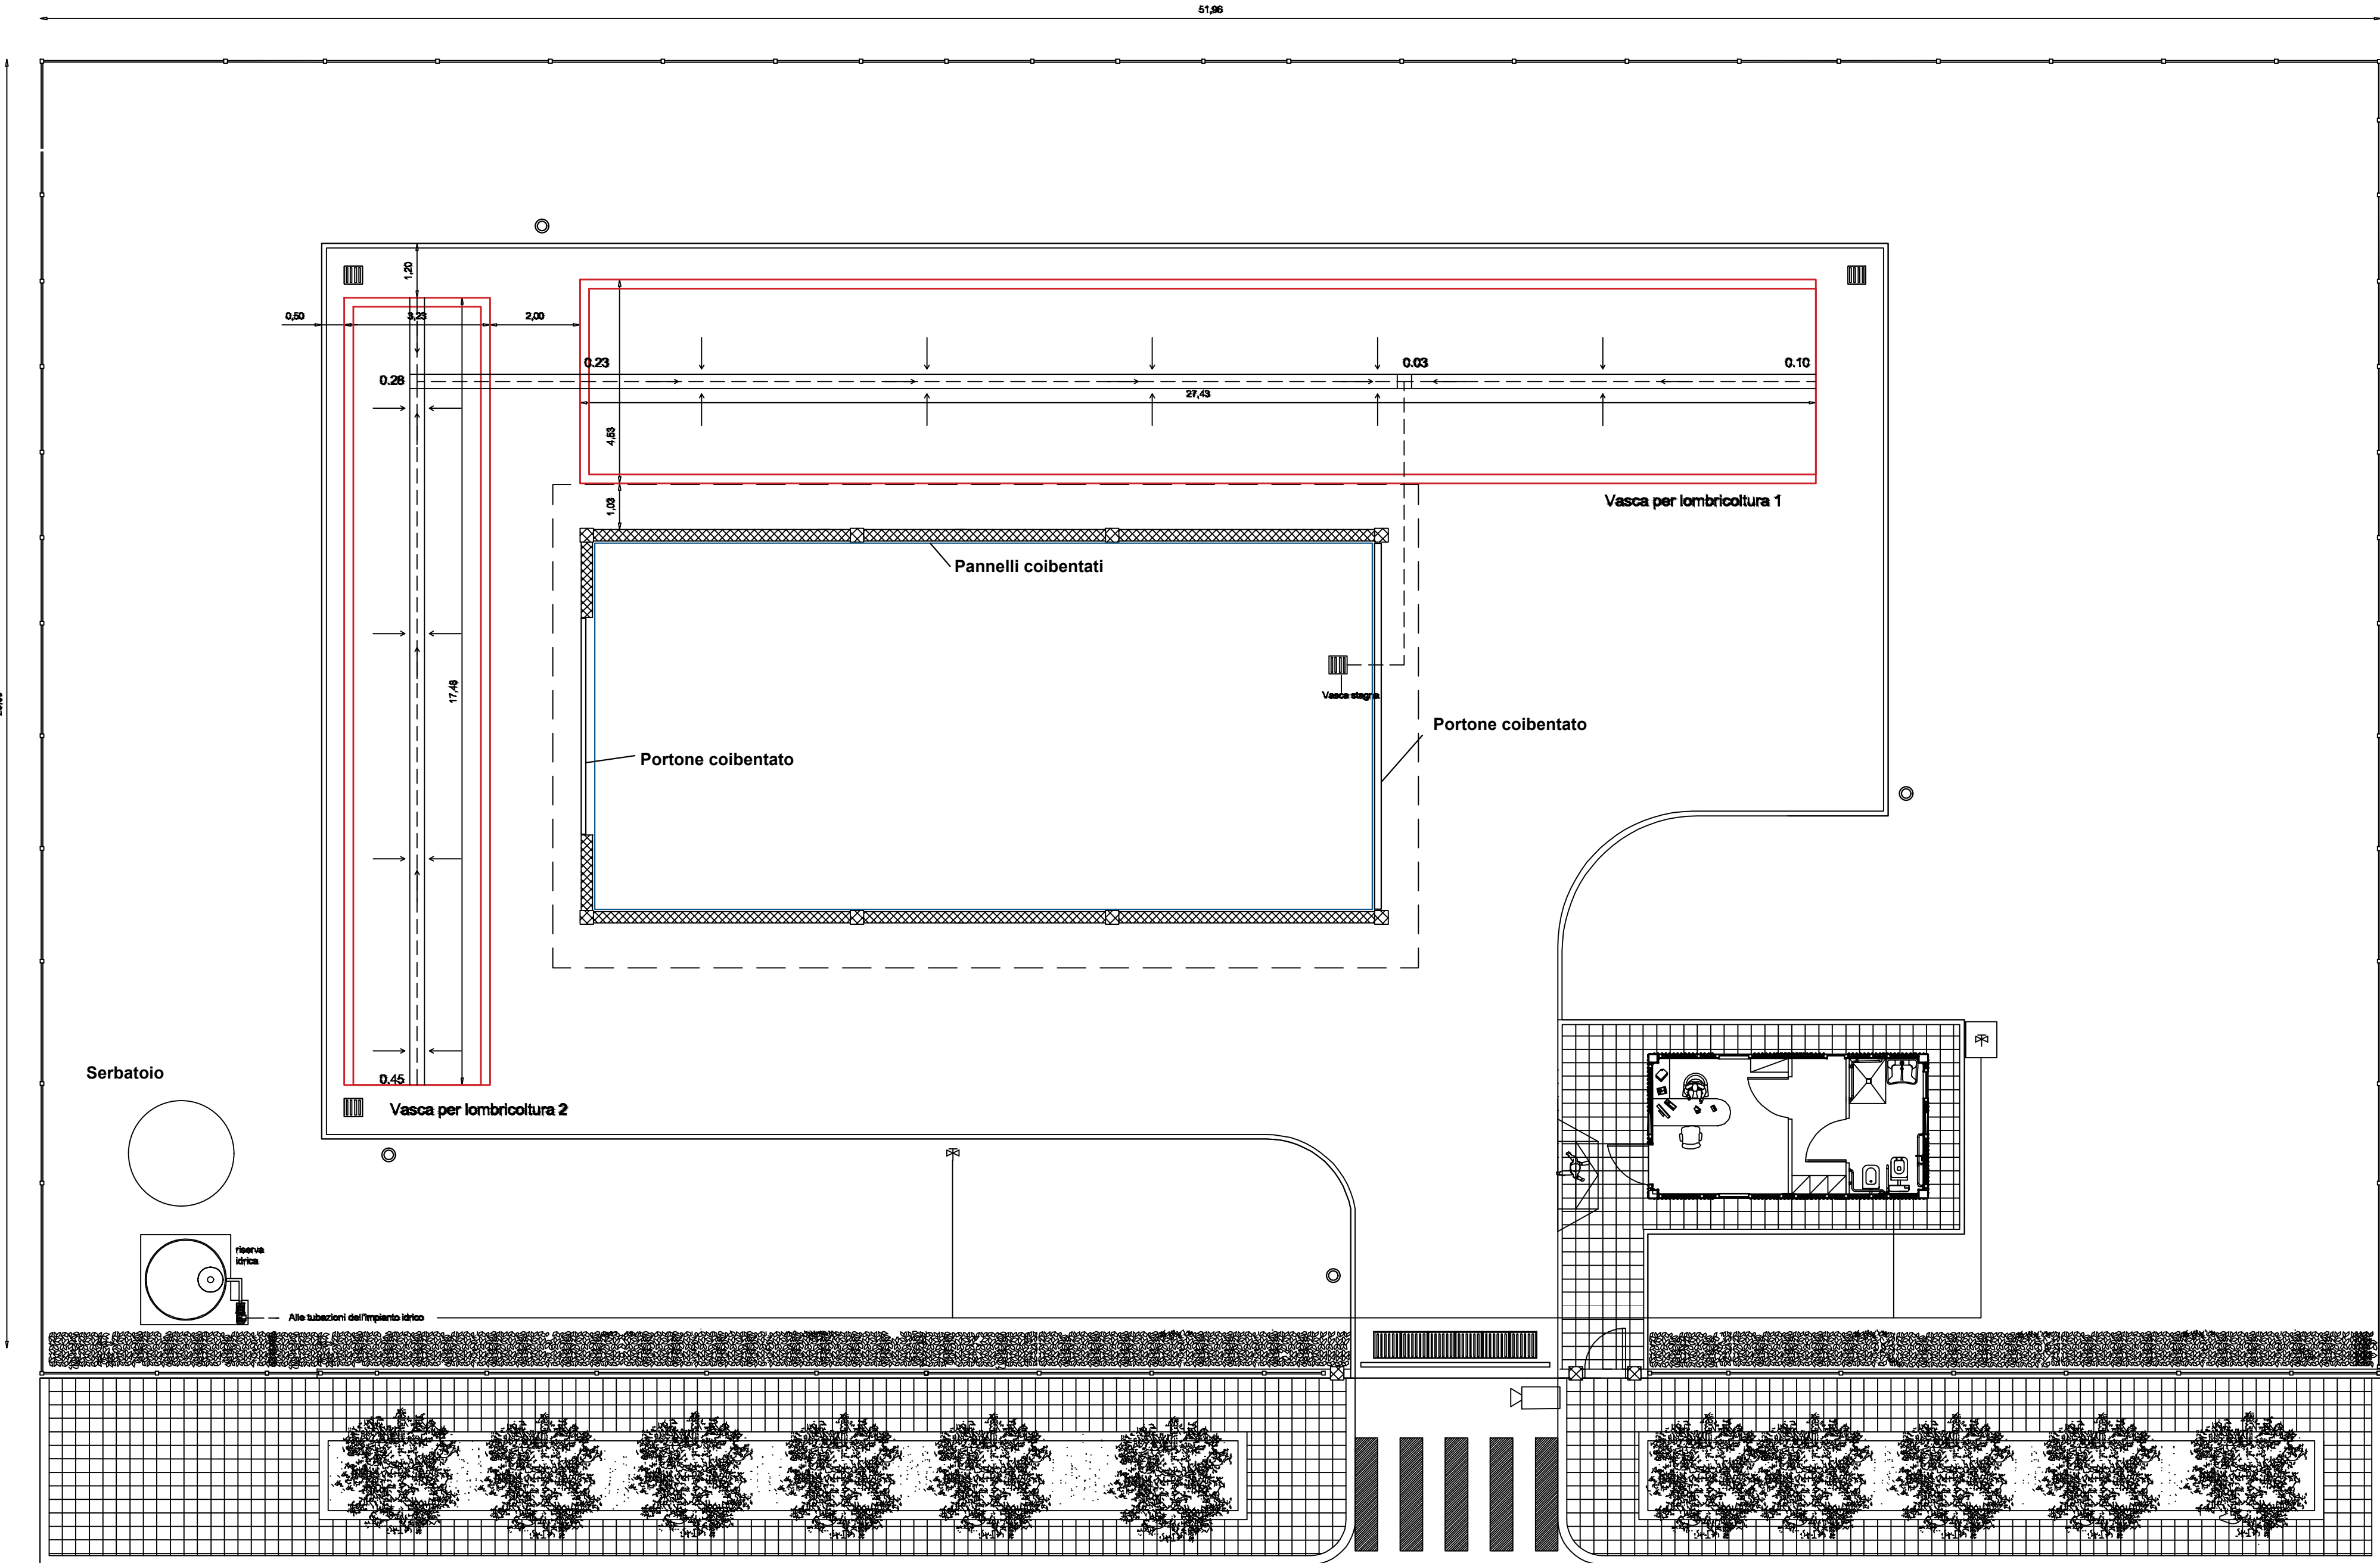 51,96
1,20
0,50
3,23
2,00
0.23
0.03
0.10
0.28
27,43
4,53
Vasca per lombricoltura 1
1,03
Pannelli coibentati
17,48
Vasca stagna
Portone coibentato
Portone coibentato
Serbatoio
0.45
Vasca per lombricoltura 2
riserva
idrica
Alle tubazioni dell'impianto idrico